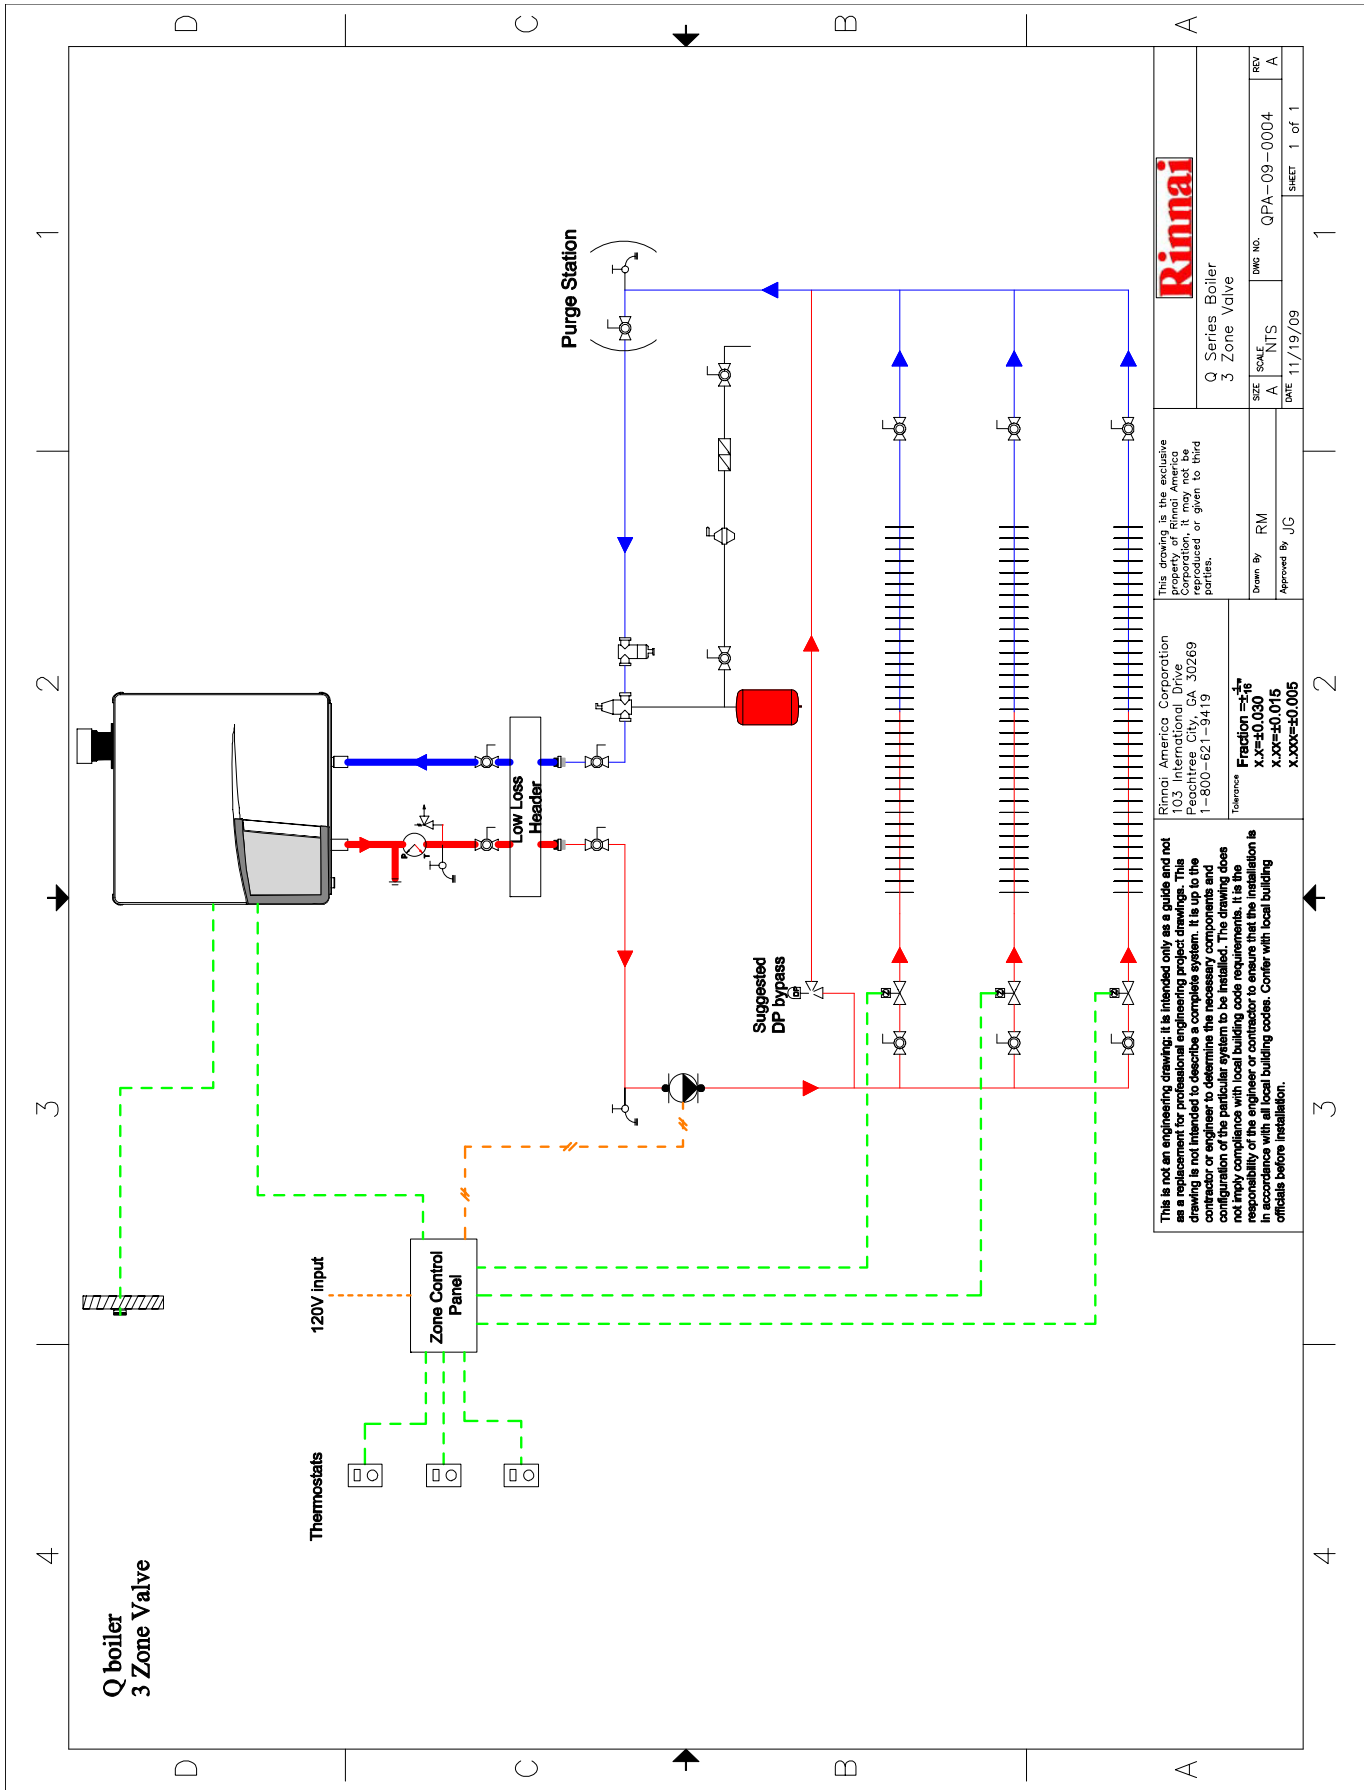 Q boiler
3 Zone Valve
4
3
2
1
D
C
B
A
D
C
B
A
4
3
2
1
Thermostats
120V input
Zone Control
Panel
Low Loss
Header
P
T
Purge Station
Suggested
DP bypass
DP
This is not an engineering drawing; it is intended only as a guide and not
as a replacement for professional engineering project drawings. This
drawing is not intended to describe a complete system. It is up to the
contractor or engineer to determine the necessary components and
configuration of the particular system to be installed. The drawing does
not imply compliance with local building code requirements. It is the
responsibility of the engineer or contractor to ensure that the installation is
in accordance with all local building codes. Confer with local building
officials before installation.
Rinnai America Corporation
103 International Drive
Peachtree City, GA 30269
1-800-621-9419
Tolerance
Fraction =±1/16"
X.X=±0.030
X.XX=±0.015
X.XXX=±0.005
This drawing is the exclusive
property of Rinnai America
Corporation, it may not be
reproduced or given to third
parties.
Drawn By RM
Approved By JG
Rinnai
Q Series Boiler
3 Zone Valve
SIZE A
SCALE NTS
DWG NO. QPA-09-0004
REV A
DATE 11/19/09
SHEET 1 of 1